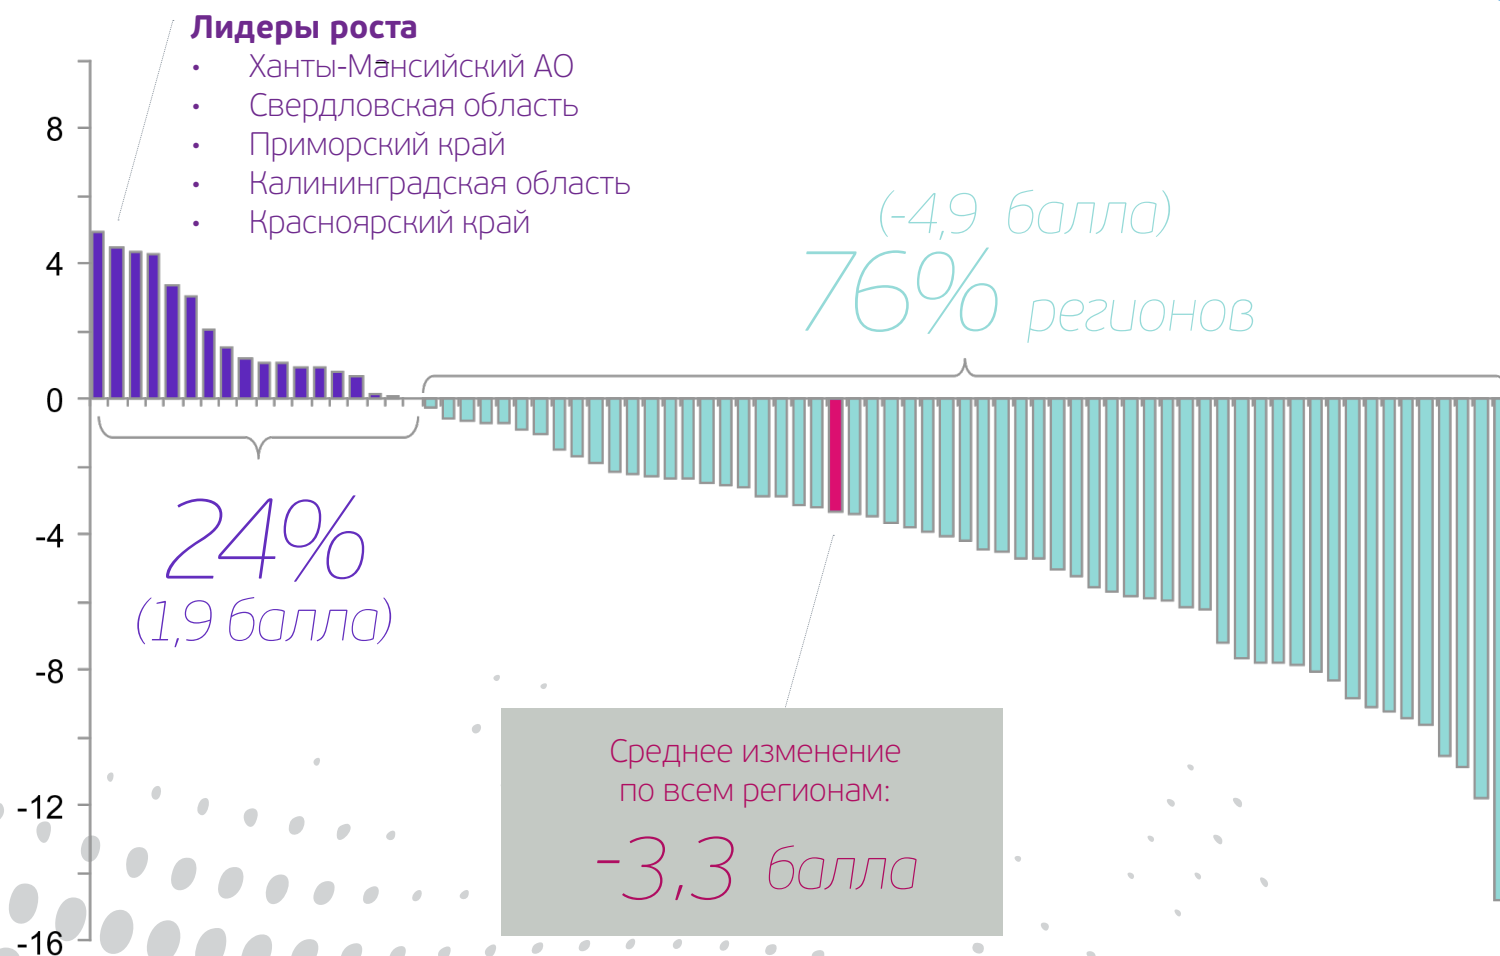 Лидеры роста
• Ханты-Мансийский АО
• Свердловская область
• Приморский край
• Калининградская область
• Красноярский край
(-4,9 балла)
76% регионов
8
4
0
-4
-8
-12
-16
24%
(1,9 балла)
Среднее изменение
по всем регионам:
-3,3 балла